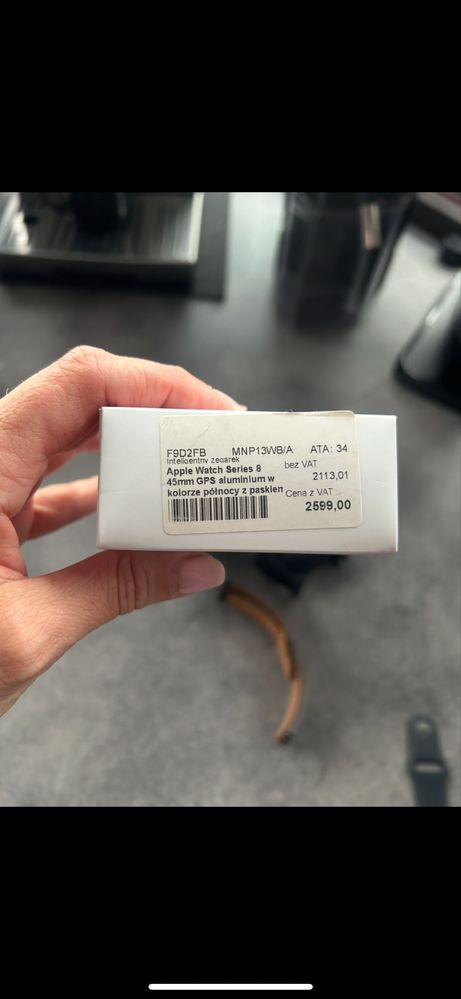 F9D2FB MNP13WB/A ATA: 34
Inteligentny zegarek
Apple Watch Series 8 bez VAT
45mm GPS aluminium w 2113,01
kolorze północy z paskiem Cena z VAT:
2599,00